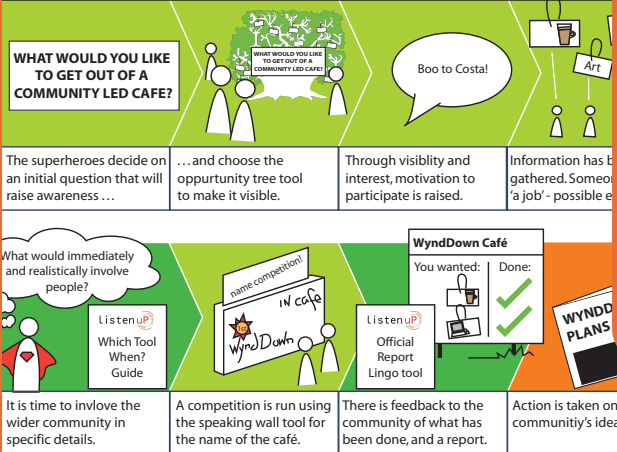 WHAT WOULD YOU LIKE
TO GET OUT OF A
COMMUNITY LED CAFE?
WHAT WOULD YOU LIKE
TO GET OUT OF A
COMMUNITY LED CAFE?
Boo to Costa!
Art
The superheroes decide on
an initial question that will
raise awareness …
…and choose the
oppurtunity tree tool
to make it visible.
Through visiblity and
interest, motivation to
participate is raised.
Information has
gathered.
'a job' - possible
What would immediately
and realistically involve
people?
listenuP
Which Tool
When?
Guide
name competition!
IN cafe
1st
WyndDown
listenuP
Official
Report
Lingo tool
WyndDown Café
You wanted:
Done:
PLANS
It is time to invlove the
wider community in
specific details.
A competition is run using
the speaking wall tool for
the name of the café.
There is feedback to the
community of what has
been done, and a report.
Action is taken on
communitiy's